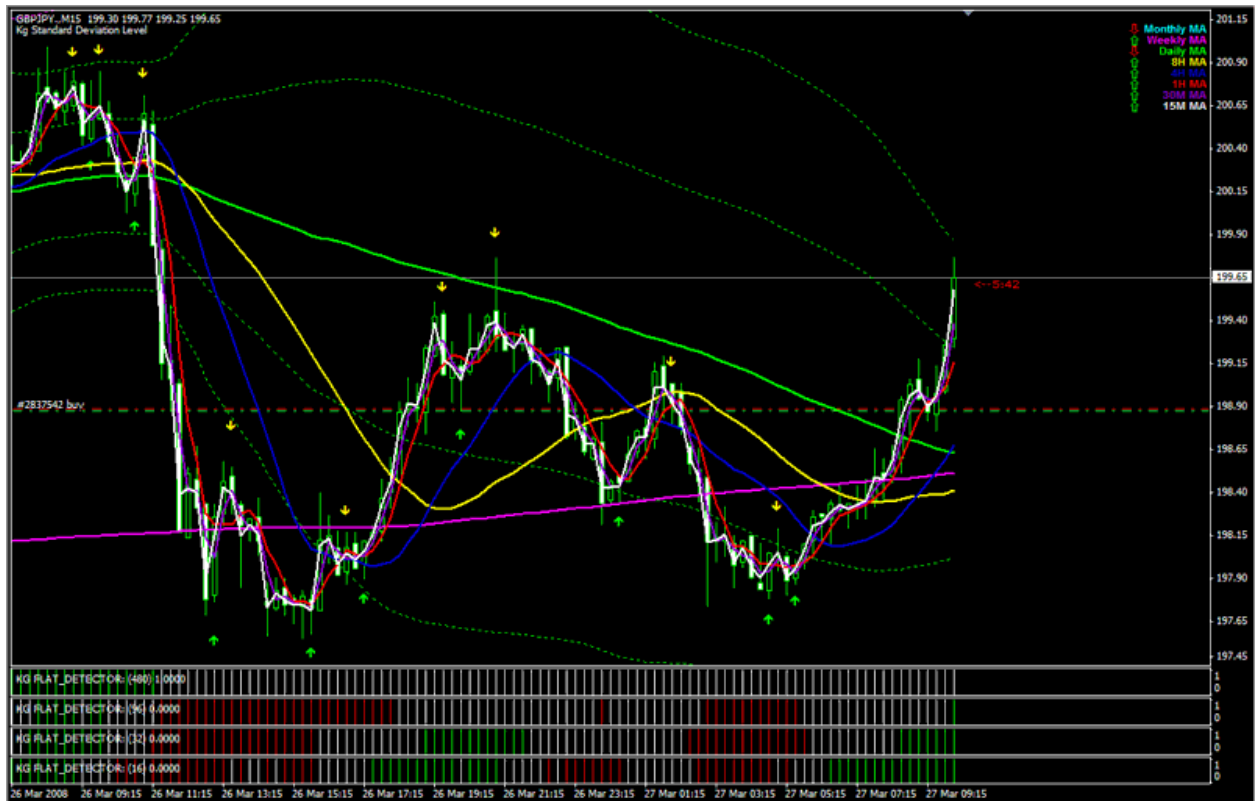 GBPJPY.,M15 199.30 199.77 199.25 199.65
Kg Standard Deviation Level
Monthly MA
Weekly MA
Daily MA
8H MA
4H MA
1H MA
30M MA
15M MA
201.15
200.90
200.65
200.40
200.15
199.90
199.65
<--5:42
199.40
199.15
#2837542 buy
198.90
198.65
198.40
198.15
197.90
197.65
197.45
KG FLAT_DETECTOR: (480) 1.0000
1
0
KG FLAT_DETECTOR: (96) 0.0000
1
0
KG FLAT_DETECTOR: (32) 0.0000
1
0
KG FLAT_DETECTOR: (16) 0.0000
1
0
26 Mar 2008 26 Mar 09:15 26 Mar 11:15 26 Mar 13:15 26 Mar 15:15 26 Mar 17:15 26 Mar 19:15 26 Mar 21:15 26 Mar 23:15 27 Mar 01:15 27 Mar 03:15 27 Mar 05:15 27 Mar 07:15 27 Mar 09:15